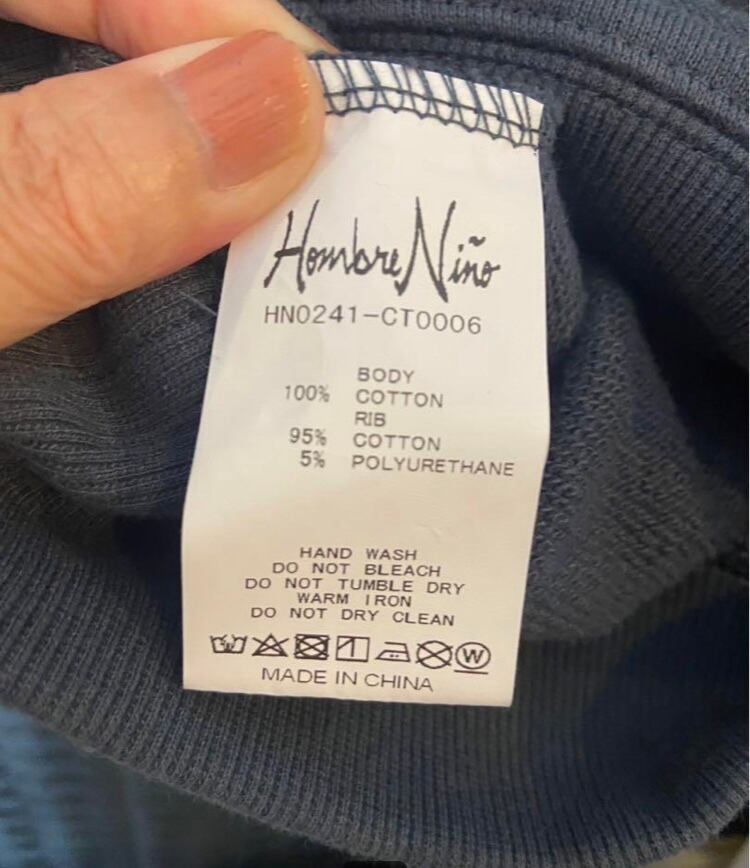 Hombre Niño
HN0241-CT0006
BODY
100% COTTON
RIB
95% COTTON
5% POLYURETHANE
HAND WASH
DO NOT BLEACH
DO NOT TUMBLE DRY
WARM IRON
DO NOT DRY CLEAN
W
MADE IN CHINA